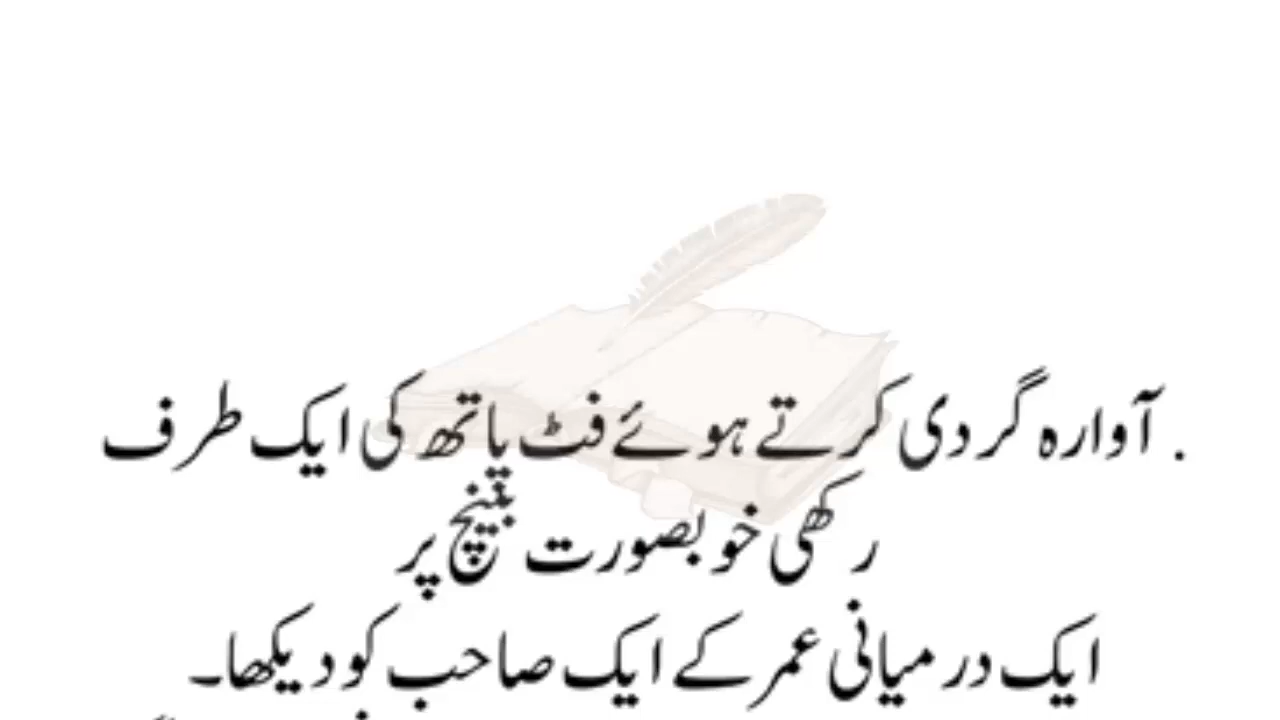 . آوارہ گردی کرتے ہوئے فٹ پاتھ کی ایک طرف
رکھی خوبصورت بینچ پر
ایک درمیانی عمر کے ایک صاحب کو دیکھا۔